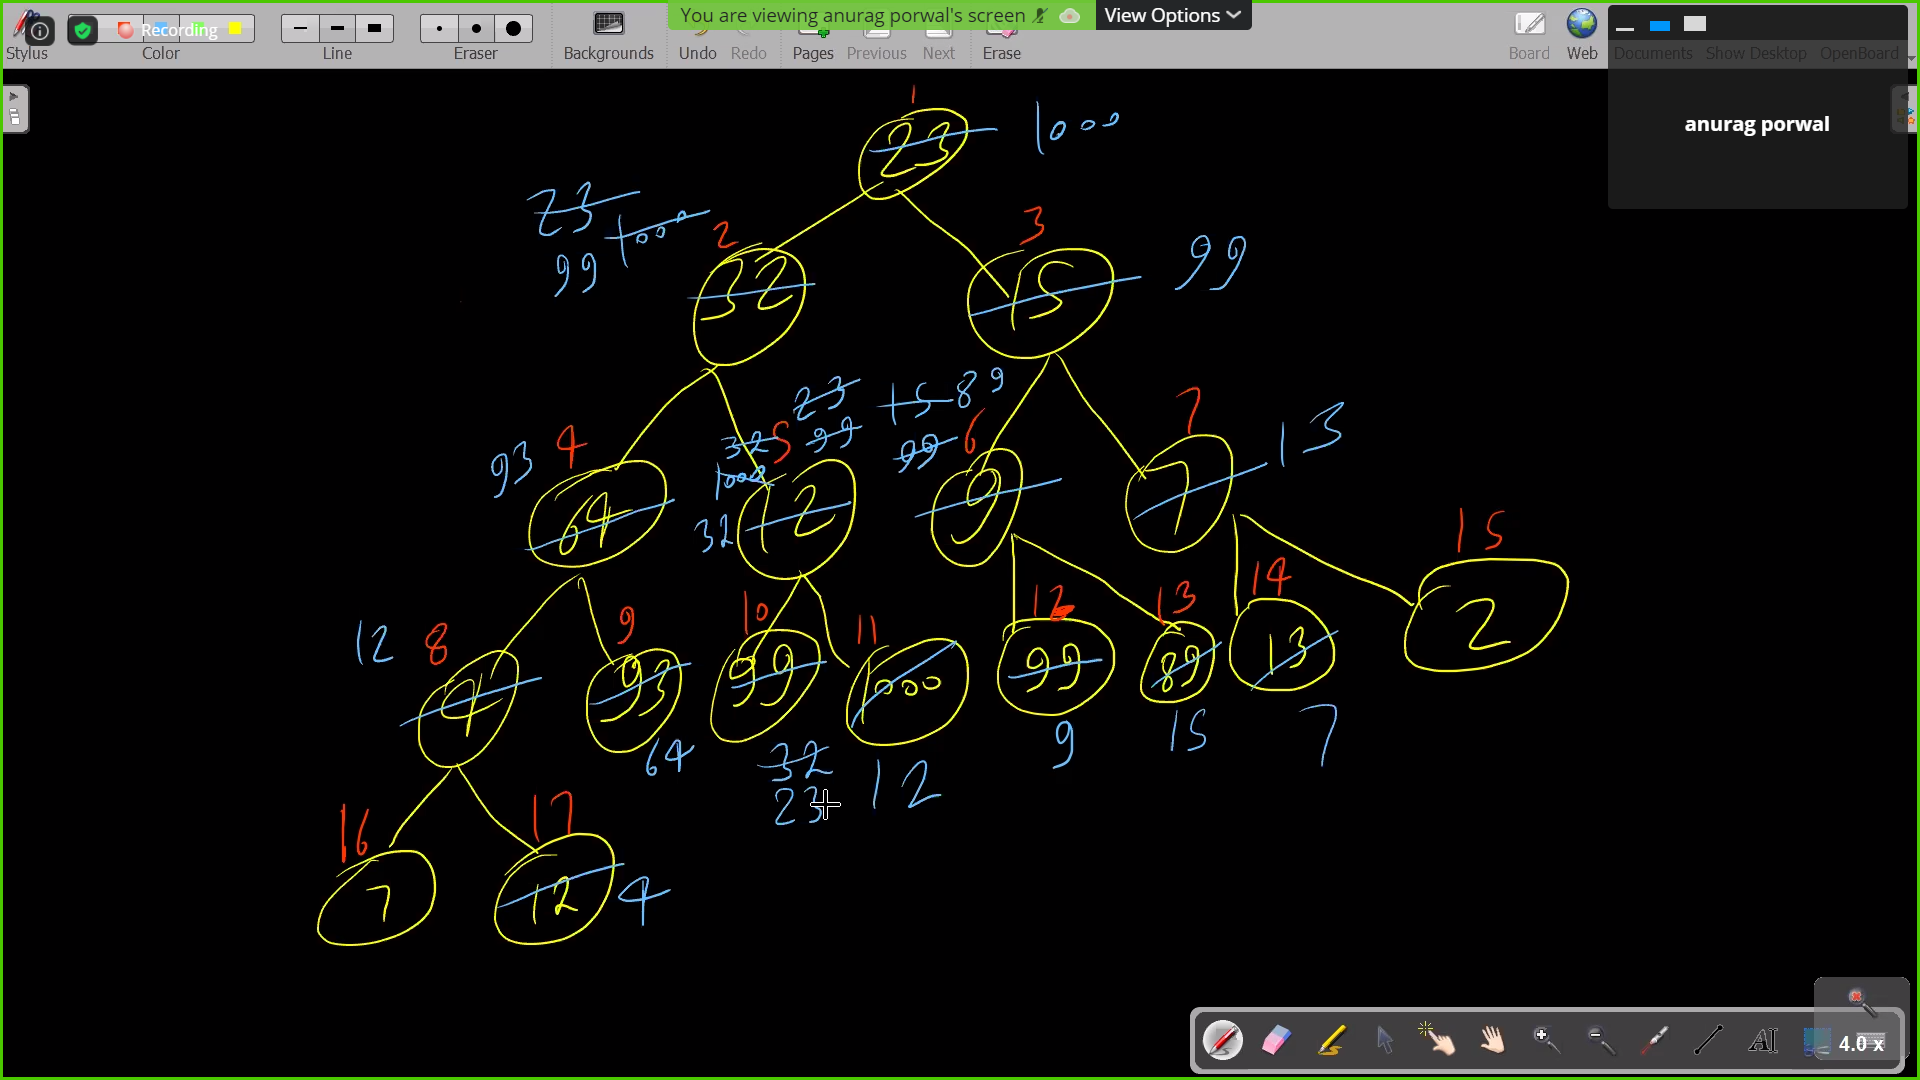 You are viewing anurag porwal's screen
View Options
Recording
Stylus
Color
Line
Eraser
Backgrounds
Undo
Redo
Pages
Previous
Next
Erase
Board
Web
Documents
Show Desktop
OpenBoard
anurag porwal
1
23 1000
23 1000
99
2
32
3
15 99
93 4
64
23
32 5 99
1000
12
32
15 89
99 6
9
7
7 13
12 8
4
9
93
64
10
99
32
23
11
1000
12
12
99
9
13
89
15
14
13
7
15
2
16
7
17
12 4
4.0 x